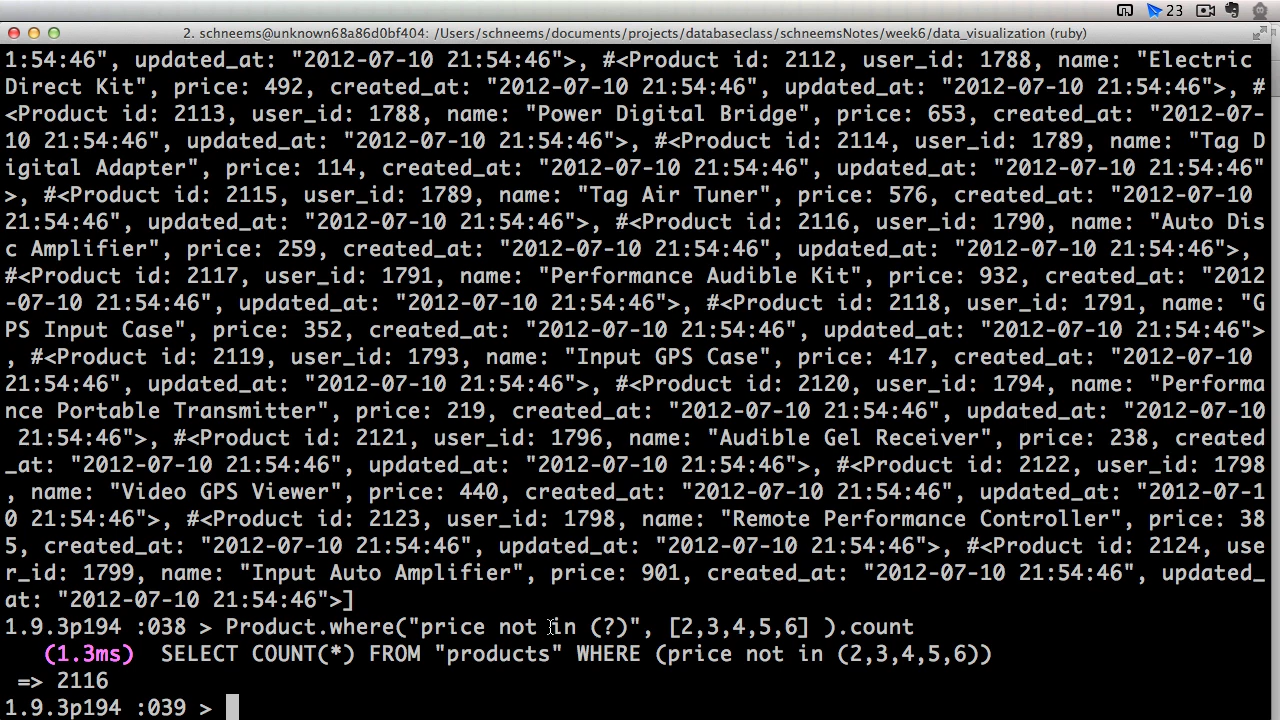 23
2. schneems@unknown68a86d0bf404: /Users/schneems/documents/projects/databaseclass/schneemsNotes/week6/data_visualization (ruby)
1:54:46", updated_at: "2012-07-10 21:54:46">, #<Product id: 2112, user_id: 1788, name: "Electric
Direct Kit", price: 492, created_at: "2012-07-10 21:54:46", updated_at: "2012-07-10 21:54:46">, #
<Product id: 2113, user_id: 1788, name: "Power Digital Bridge", price: 653, created_at: "2012-07-
10 21:54:46", updated_at: "2012-07-10 21:54:46">, #<Product id: 2114, user_id: 1789, name: "Tag D
igital Adapter", price: 114, created_at: "2012-07-10 21:54:46", updated_at: "2012-07-10 21:54:46"
>, #<Product id: 2115, user_id: 1789, name: "Tag Air Tuner", price: 576, created_at: "2012-07-10
21:54:46", updated_at: "2012-07-10 21:54:46">, #<Product id: 2116, user_id: 1790, name: "Auto Dis
c Amplifier", price: 259, created_at: "2012-07-10 21:54:46", updated_at: "2012-07-10 21:54:46">,
#<Product id: 2117, user_id: 1791, name: "Performance Audible Kit", price: 932, created_at: "2012
-07-10 21:54:46", updated_at: "2012-07-10 21:54:46">, #<Product id: 2118, user_id: 1791, name: "G
PS Input Case", price: 352, created_at: "2012-07-10 21:54:46", updated_at: "2012-07-10 21:54:46">
, #<Product id: 2119, user_id: 1793, name: "Input GPS Case", price: 417, created_at: "2012-07-10
21:54:46", updated_at: "2012-07-10 21:54:46">, #<Product id: 2120, user_id: 1794, name: "Performa
nce Portable Transmitter", price: 219, created_at: "2012-07-10 21:54:46", updated_at: "2012-07-10
21:54:46">, #<Product id: 2121, user_id: 1796, name: "Audible Gel Receiver", price: 238, created
_at: "2012-07-10 21:54:46", updated_at: "2012-07-10 21:54:46">, #<Product id: 2122, user_id: 1798
, name: "Video GPS Viewer", price: 440, created_at: "2012-07-10 21:54:46", updated_at: "2012-07-1
0 21:54:46">, #<Product id: 2123, user_id: 1798, name: "Remote Performance Controller", price: 38
5, created_at: "2012-07-10 21:54:46", updated_at: "2012-07-10 21:54:46">, #<Product id: 2124, use
r_id: 1799, name: "Input Auto Amplifier", price: 901, created_at: "2012-07-10 21:54:46", updated_
at: "2012-07-10 21:54:46">]
1.9.3p194 :038 > Product.where("price not in (?)", [2,3,4,5,6] ).count
(1.3ms) SELECT COUNT(*) FROM "products" WHERE (price not in (2,3,4,5,6))
=> 2116
1.9.3p194 :039 >